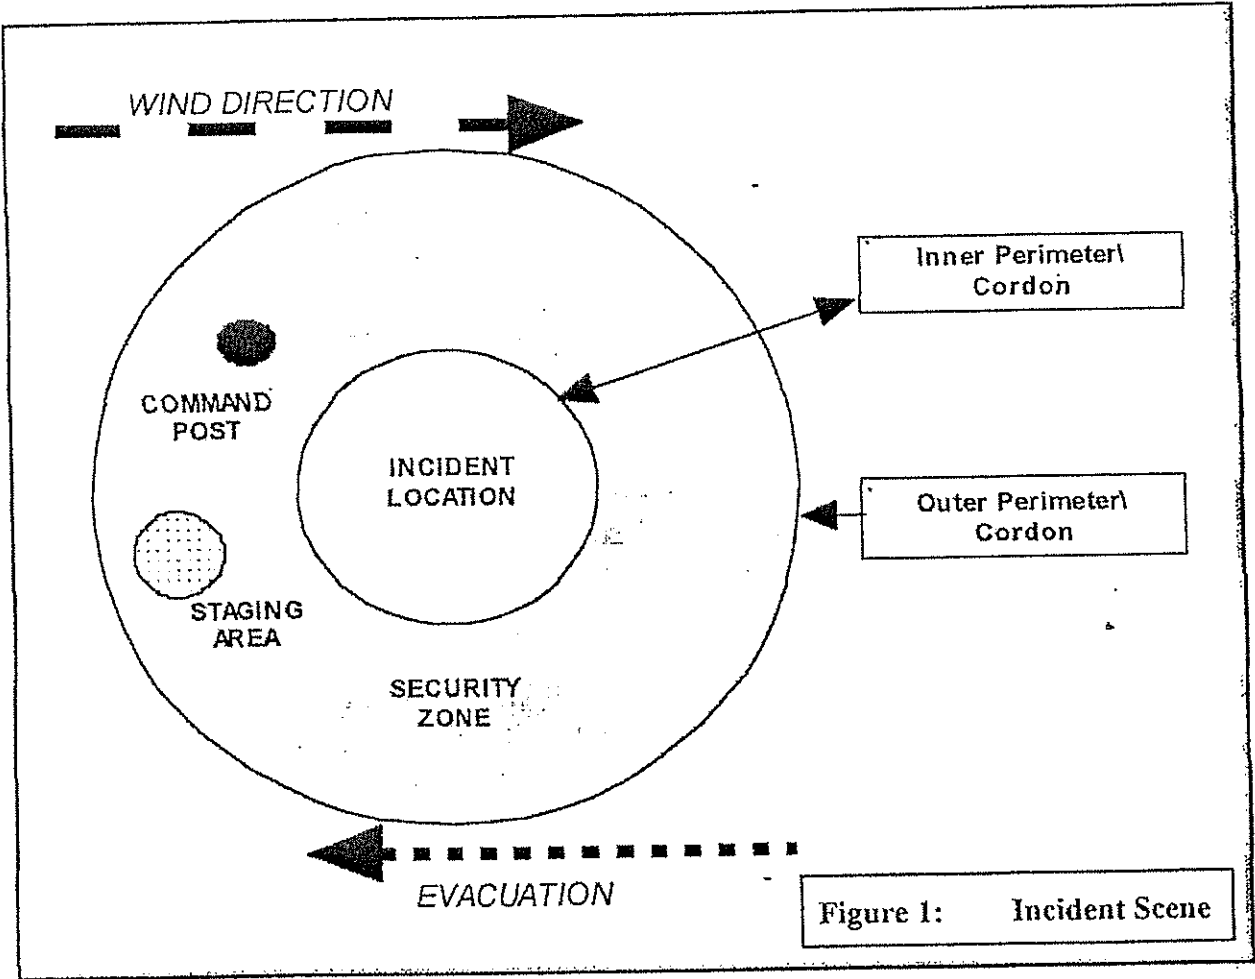 WIND DIRECTION
Inner Perimeter\
Cordon
COMMAND
POST
INCIDENT
LOCATION
Outer Perimeter\
Cordon
STAGING
AREA
SECURITY
ZONE
EVACUATION
Figure 1: Incident Scene